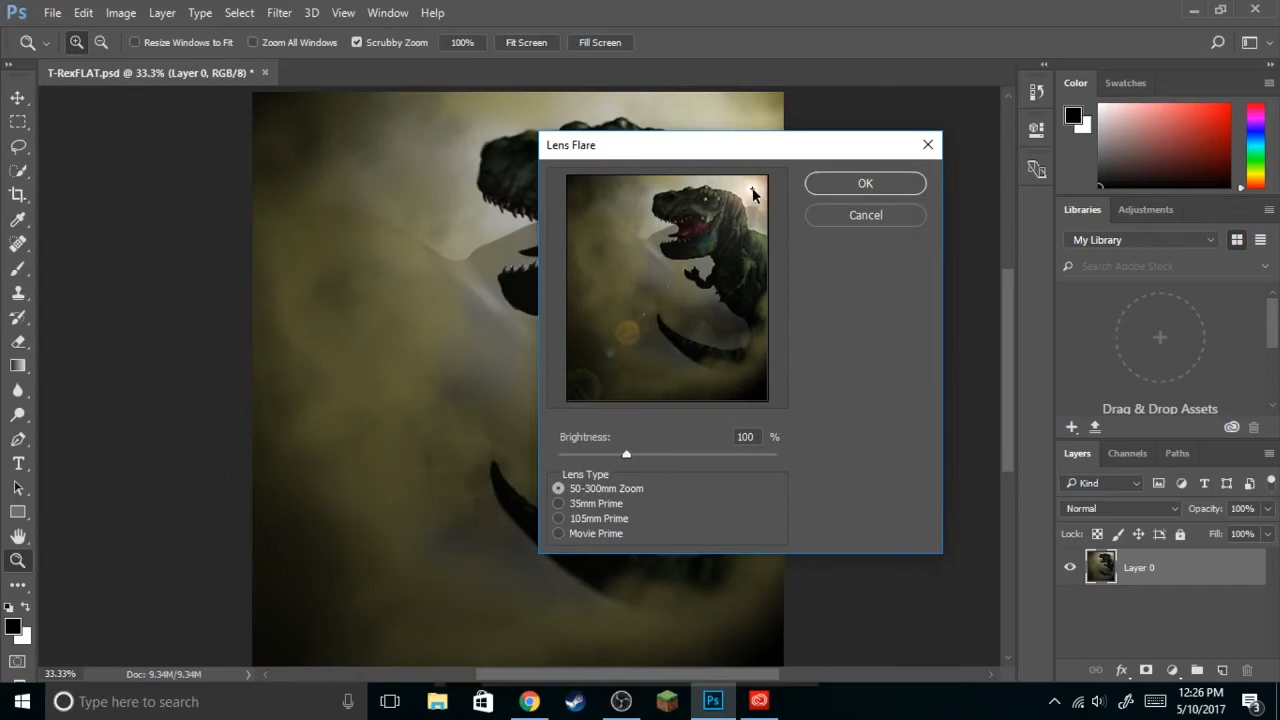 Ps File Edit Image Layer Type Select Filter 3D View Window Help
Resize Windows to Fit Zoom All Windows Scrubby Zoom 100% Fit Screen Fill Screen
T-RexFLAT.psd @ 33.3% (Layer 0, RGB/8) *
Color Swatches
Lens Flare
OK
Cancel
Brightness: 100 %
Lens Type
50-300mm Zoom
35mm Prime
105mm Prime
Movie Prime
Libraries Adjustments
My Library
Search Adobe Stock
Drag & Drop Assets
Layers Channels Paths
Kind
Normal Opacity: 100%
Lock: Fill: 100%
Layer 0
33.33% Doc: 9.34M/9.34M
Type here to search
Ps
12:26 PM
5/10/2017
3